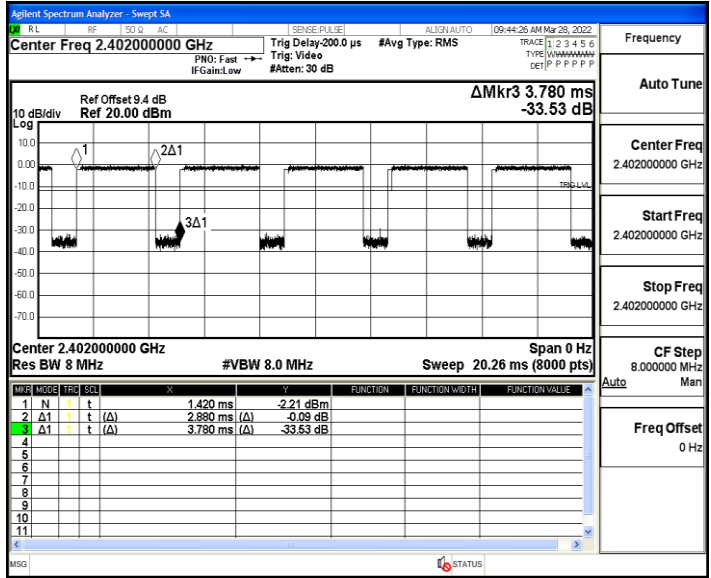 Agilent Spectrum Analyzer - Swept SA
RL RF 50 Ω AC SENSE:PULSE ALIGN AUTO 09:44:26 AM Mar 28, 2022
Center Freq 2.402000000 GHz
PNO: Fast
IFGain:Low
Trig Delay-200.0 µs
Trig: Video
#Atten: 30 dB
#Avg Type: RMS
TRACE 1 2 3 4 5 6
TYPE WWWWWW
DET P P P P P P
10 dB/div
Log
Ref Offset 9.4 dB
Ref 20.00 dBm
ΔMkr3 3.780 ms
-33.53 dB
10.0
0.00
-10.0
-20.0
-30.0
-40.0
-50.0
-60.0
-70.0
1
2Δ1
3Δ1
TRIG LVL
Center 2.402000000 GHz Span 0 Hz
Res BW 8 MHz #VBW 8.0 MHz Sweep 20.26 ms (8000 pts)
MKR MODE TRC SCL X Y FUNCTION FUNCTION WIDTH FUNCTION VALUE
1 N 1 t 1.420 ms -2.21 dBm
2 Δ1 1 t (Δ) 2.880 ms (Δ) -0.09 dB
3 Δ1 1 t (Δ) 3.780 ms (Δ) -33.53 dB
4
5
6
7
8
9
10
11
MSG STATUS
Frequency
Auto Tune
Center Freq
2.402000000 GHz
Start Freq
2.402000000 GHz
Stop Freq
2.402000000 GHz
CF Step
8.000000 MHz
Auto Man
Freq Offset
0 Hz